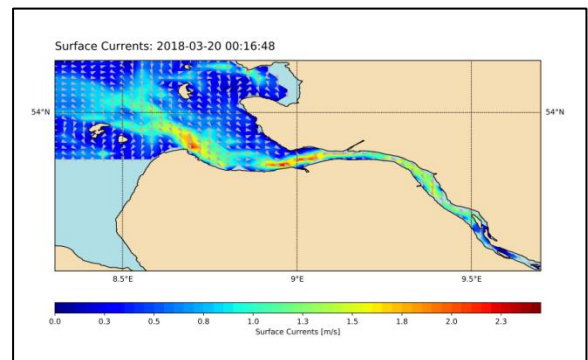 Surface Currents: 2018-03-20 00:16:48
54°N 54°N
8.5°E 9°E 9.5°E
0.0 0.3 0.5 0.8 1.0 1.3 1.5 1.8 2.0 2.3
Surface Currents [m/s]